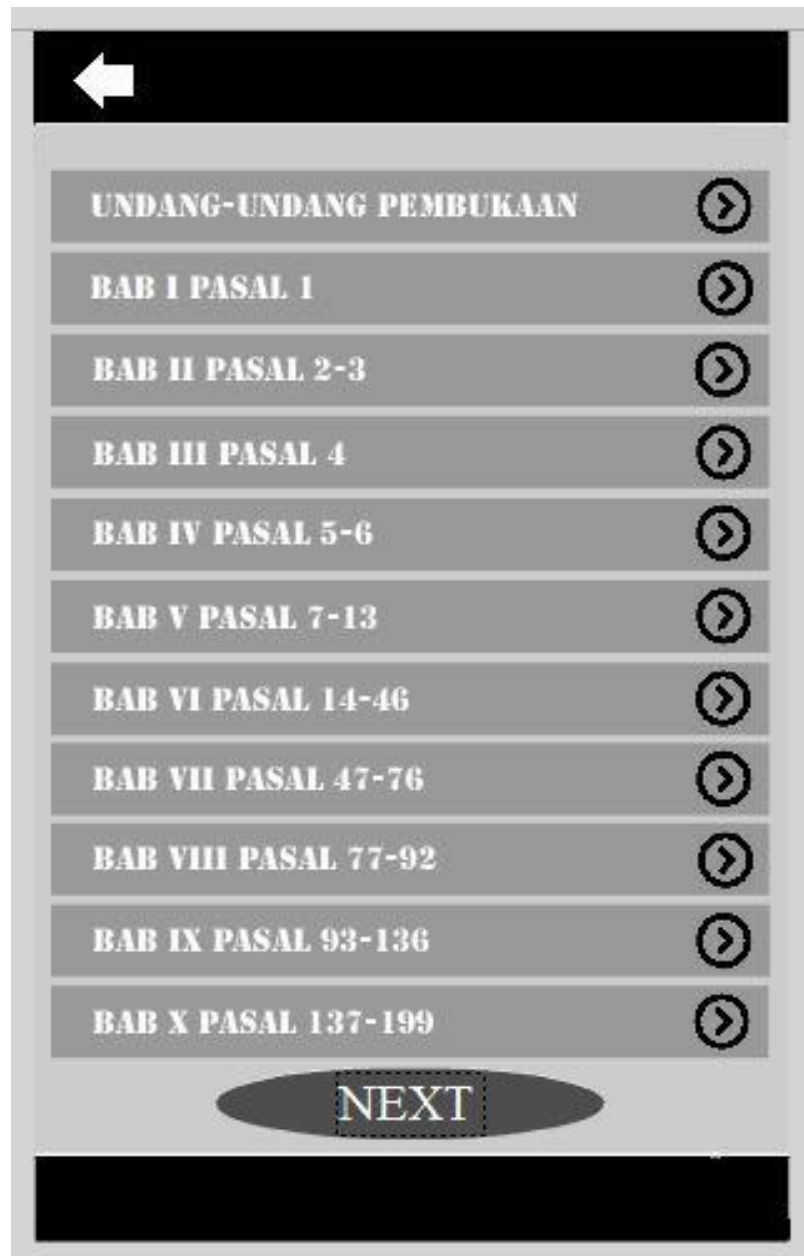 UNDANG-UNDANG PEMBUKAAN
BAB I PASAL 1
BAB II PASAL 2-3
BAB III PASAL 4
BAB IV PASAL 5-6
BAB V PASAL 7-13
BAB VI PASAL 14-46
BAB VII PASAL 47-76
BAB VIII PASAL 77-92
BAB IX PASAL 93-136
BAB X PASAL 137-199
NEXT